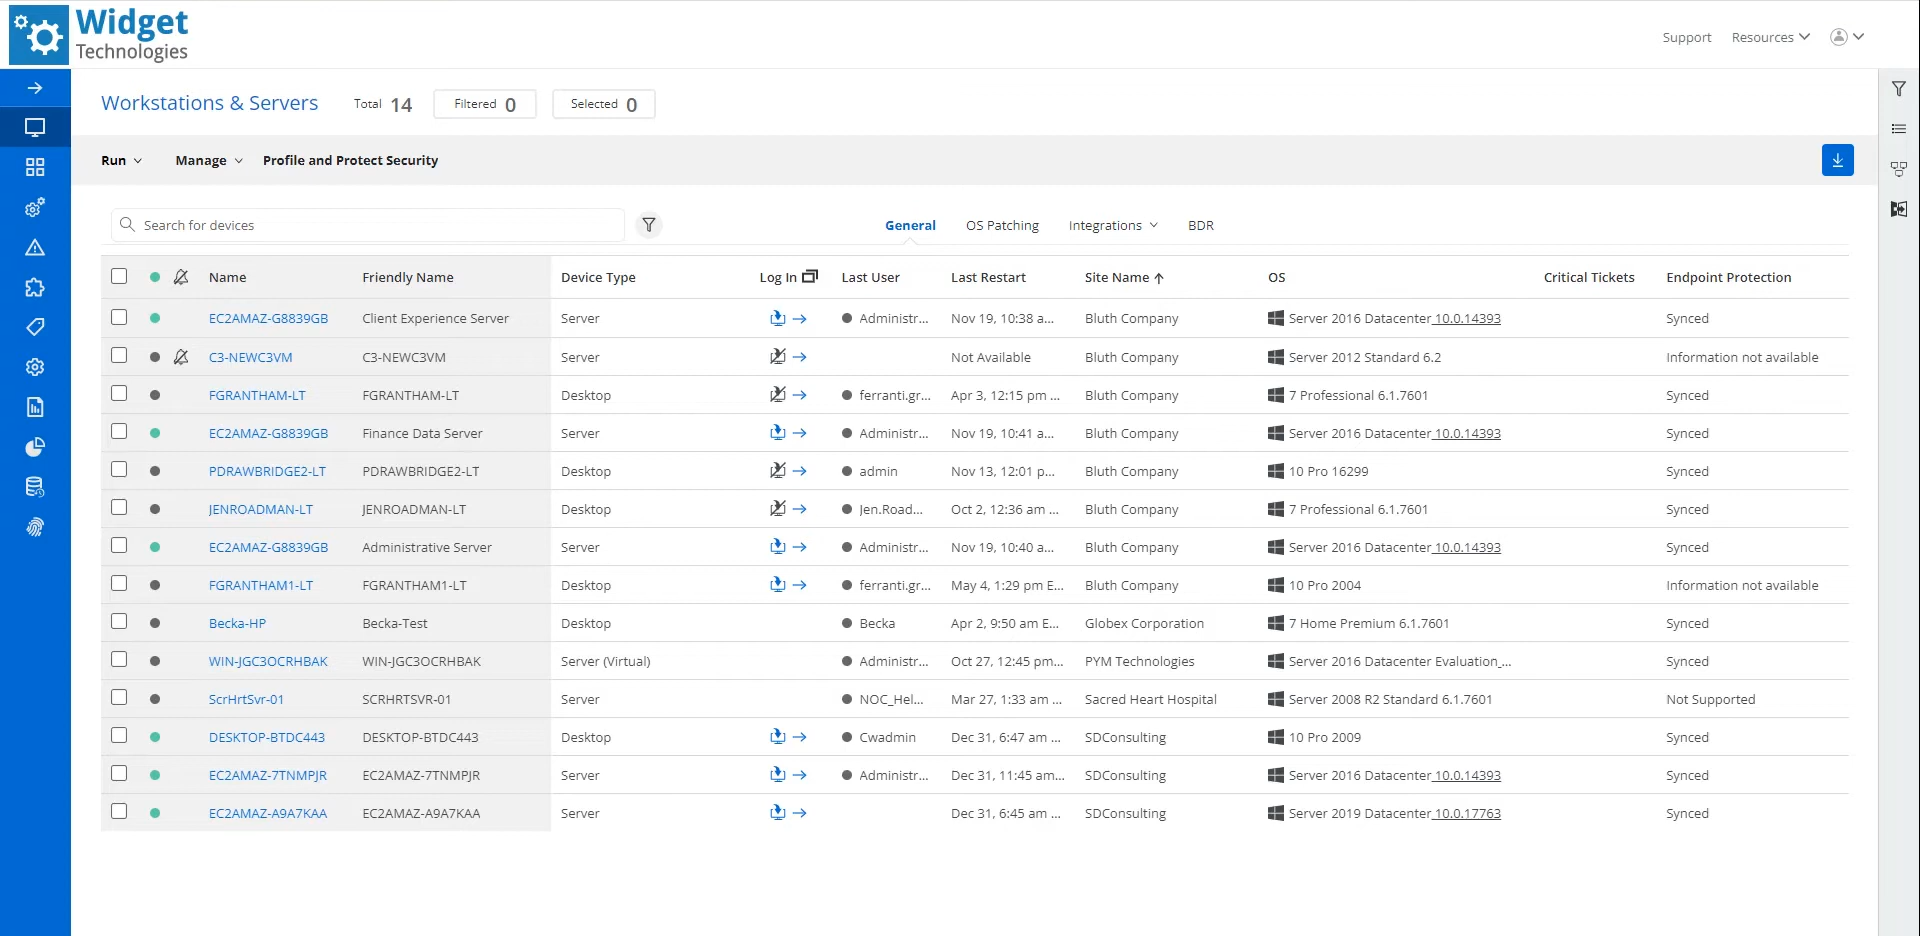 Widget
Technologies
Support Resources
Workstations & Servers Total 14 Filtered 0 Selected 0
Run Manage Profile and Protect Security
Search for devices General OS Patching Integrations BDR
Name Friendly Name Device Type Log In Last User Last Restart Site Name OS Critical Tickets Endpoint Protection
EC2AMAZ-G8839GB Client Experience Server Server Administr... Nov 19, 10:38 a... Bluth Company Server 2016 Datacenter 10.0.14393 Synced
C3-NEWC3VM C3-NEWC3VM Server Not Available Bluth Company Server 2012 Standard 6.2 Information not available
FGRANTHAM-LT FGRANTHAM-LT Desktop ferranti.gr... Apr 3, 12:15 pm ... Bluth Company 7 Professional 6.1.7601 Synced
EC2AMAZ-G8839GB Finance Data Server Server Administr... Nov 19, 10:41 a... Bluth Company Server 2016 Datacenter 10.0.14393 Synced
PDRAWBRIDGE2-LT PDRAWBRIDGE2-LT Desktop admin Nov 13, 12:01 p... Bluth Company 10 Pro 16299 Synced
JENROADMAN-LT JENROADMAN-LT Desktop Jen.Road... Oct 2, 12:36 am ... Bluth Company 7 Professional 6.1.7601 Synced
EC2AMAZ-G8839GB Administrative Server Server Administr... Nov 19, 10:40 a... Bluth Company Server 2016 Datacenter 10.0.14393 Synced
FGRANTHAM1-LT FGRANTHAM1-LT Desktop ferranti.gr... May 4, 1:29 pm E... Bluth Company 10 Pro 2004 Information not available
Becka-HP Becka-Test Desktop Becka Apr 2, 9:50 am E... Globex Corporation 7 Home Premium 6.1.7601 Synced
WIN-JGC3OCRHBAK WIN-JGC3OCRHBAK Server (Virtual) Administr... Oct 27, 12:45 pm... PYM Technologies Server 2016 Datacenter Evaluation ... Synced
ScrHrtSvr-01 SCRHRTSVR-01 Server NOC_Hel... Mar 27, 1:33 am ... Sacred Heart Hospital Server 2008 R2 Standard 6.1.7601 Not Supported
DESKTOP-BTDC443 DESKTOP-BTDC443 Desktop Cwadmin Dec 31, 6:47 am ... SDConsulting 10 Pro 2009 Synced
EC2AMAZ-7TNMPJR EC2AMAZ-7TNMPJR Server Administr... Dec 31, 11:45 am... SDConsulting Server 2016 Datacenter 10.0.14393 Synced
EC2AMAZ-A9A7KAA EC2AMAZ-A9A7KAA Server Dec 31, 6:45 am ... SDConsulting Server 2019 Datacenter 10.0.17763 Synced